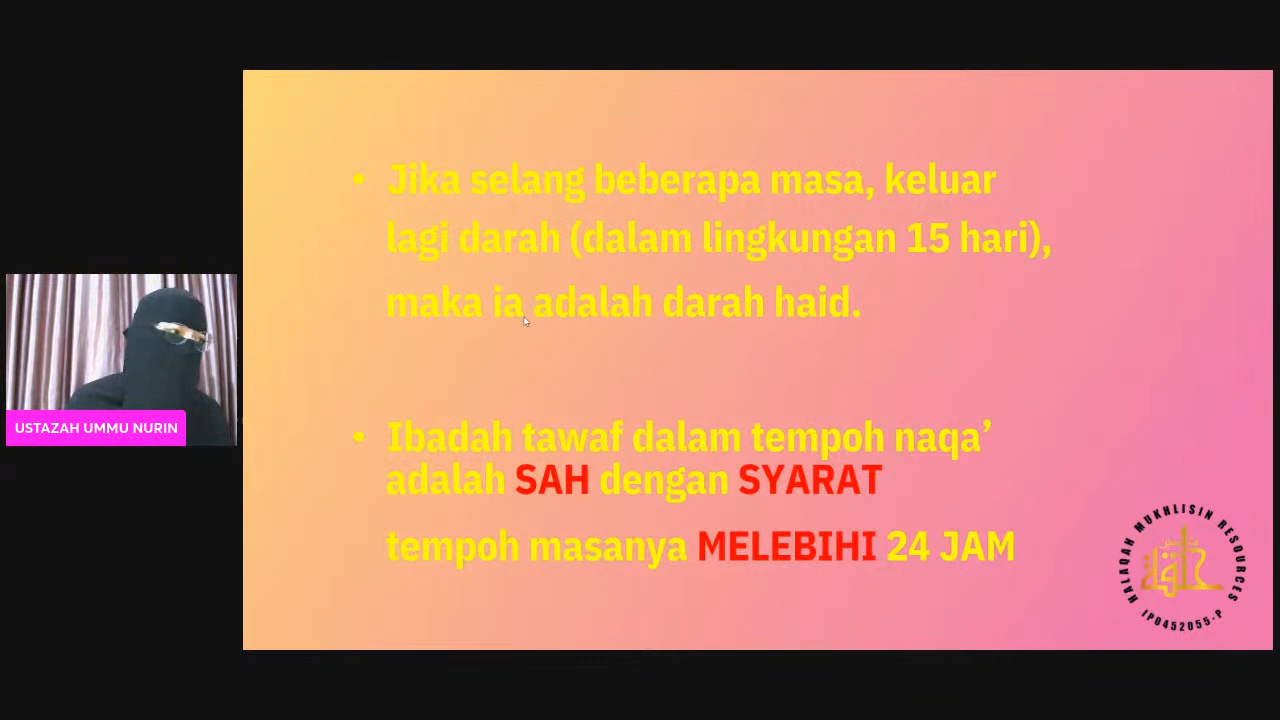 • Jika selang beberapa masa, keluar
lagi darah (dalam lingkungan 15 hari),
maka ia adalah darah haid.
• Ibadah tawaf dalam tempoh naqa’
adalah SAH dengan SYARAT
tempoh masanya MELEBIHI 24 JAM
USTAZAH UMMU NURIN
HALAQAH MUKHLISIN RESOURCES
IP0452055-P